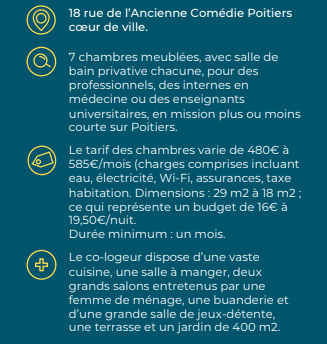 18 rue de l'Ancienne Comédie Poitiers
cœur de ville.
7 chambres meublées, avec salle de
bain privative chacune, pour des
professionnels, des internes en
médecine ou des enseignants
universitaires, en mission plus ou moins
courte sur Poitiers.
Le tarif des chambres varie de 480€ à
585€/mois (charges comprises incluant
eau, électricité, Wi-Fi, assurances, taxe
habitation. Dimensions : 29 m2 à 18 m2 ;
ce qui représente un budget de 16€ à
19,50€/nuit.
Durée minimum : un mois.
Le co-logeur dispose d'une vaste
cuisine, une salle à manger, deux
grands salons entretenus par une
femme de ménage, une buanderie et
d'une grande salle de jeux-détente,
une terrasse et un jardin de 400 m2.